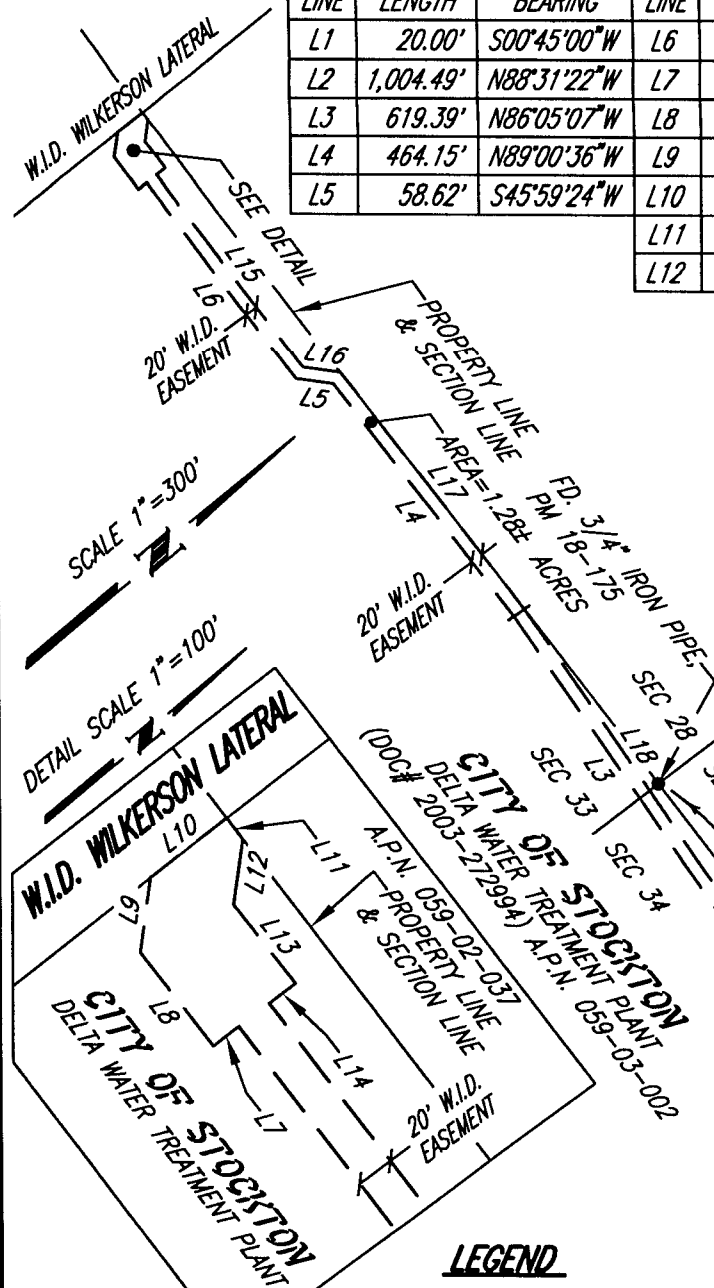 LINE LENGTH BEARING LINE
L1 20.00' S00°45'00"W L6
L2 1,004.49' N88°31'22"W L7
L3 619.39' N86°05'07"W L8
L4 464.15' N89°00'36"W L9
L5 58.62' S45°59'24"W L10
L11
L12
W.I.D. WILKERSON LATERAL
SEE DETAIL
L15
L6
20' W.I.D.
EASEMENT
L16
L5
PROPERTY LINE
& SECTION LINE
AREA=1.28± ACRES
L17
L4
FD. 3/4" IRON PIPE,
PM 18-175
SCALE 1"=300'
20' W.I.D.
EASEMENT
DETAIL SCALE 1"=100'
SEC 28
L18
L3
SEC 33
SEC 34
CITY OF STOCKTON
DELTA WATER TREATMENT PLANT
(DOC# 2003-272994) A.P.N. 059-03-002
W.I.D. WILKERSON LATERAL
L10
L11
L12
L9
L13
A.P.N. 059-02-037
PROPERTY LINE
& SECTION LINE
L8
L14
L7
CITY OF STOCKTON
DELTA WATER TREATMENT PLANT
20' W.I.D.
EASEMENT
LEGEND